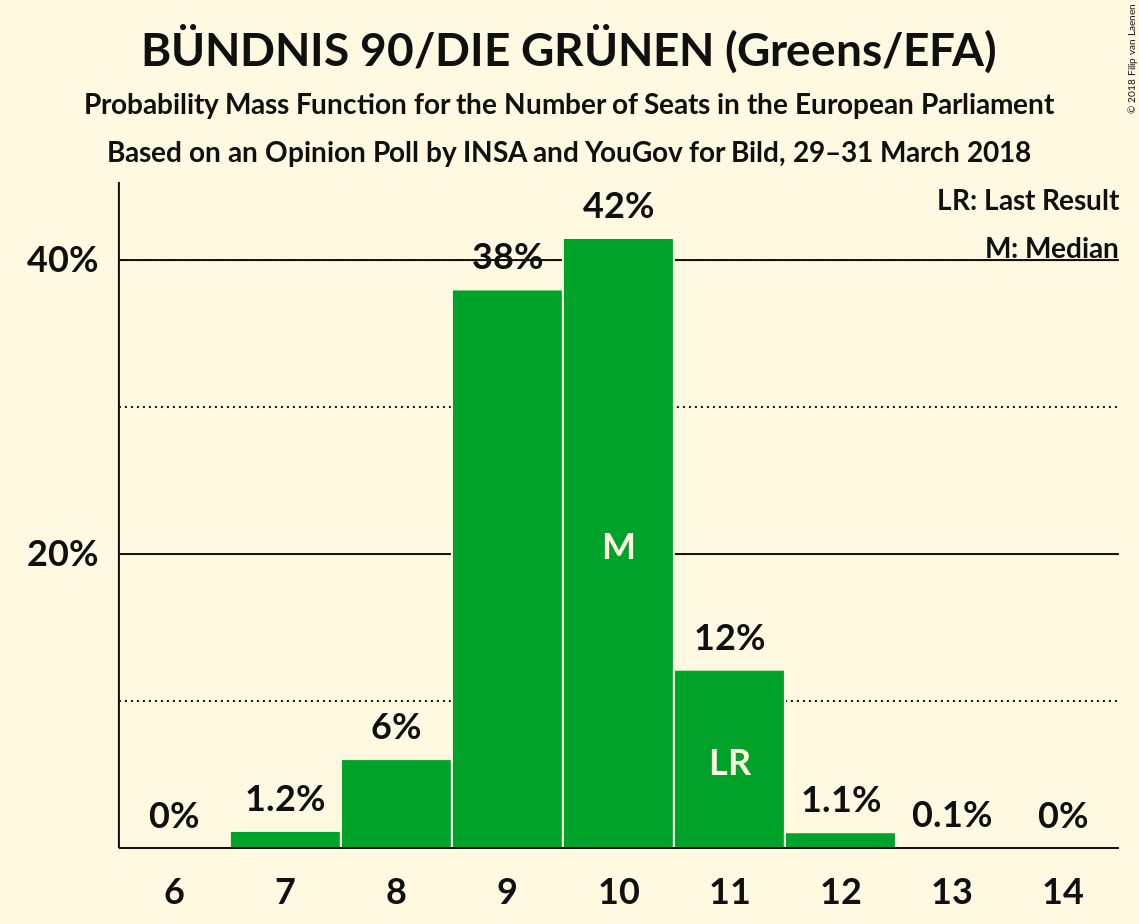 BÜNDNIS 90/DIE GRÜNEN (Greens/EFA)
Probability Mass Function for the Number of Seats in the European Parliament
Based on an Opinion Poll by INSA and YouGov for Bild, 29–31 March 2018
© 2018 Filip van Laenen
LR: Last Result
M: Median
40%
20%
0%
1.2%
6%
38%
42%
12%
1.1%
0.1%
0%
M
LR
6 7 8 9 10 11 12 13 14